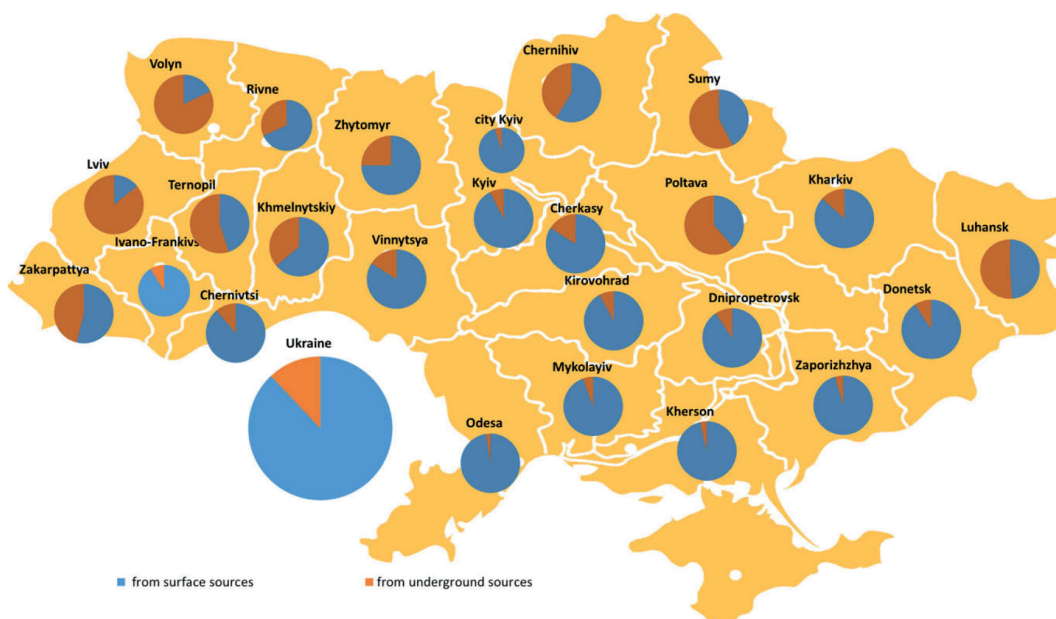 Chernihiv
Volyn
Sumy
Rivne
city Kyiv
Zhytomyr
Lviv
Ternopil
Kyiv
Poltava
Kharkiv
Khmelnytskiy
Cherkasy
Luhansk
Ivano-Frankivs
Vinnytsya
Zakarpattya
Kirovohrad
Donetsk
Chernivtsi
Dnipropetrovsk
Ukraine
Mykolayiv
Zaporizhzhya
Kherson
Odesa
from surface sources
from underground sources